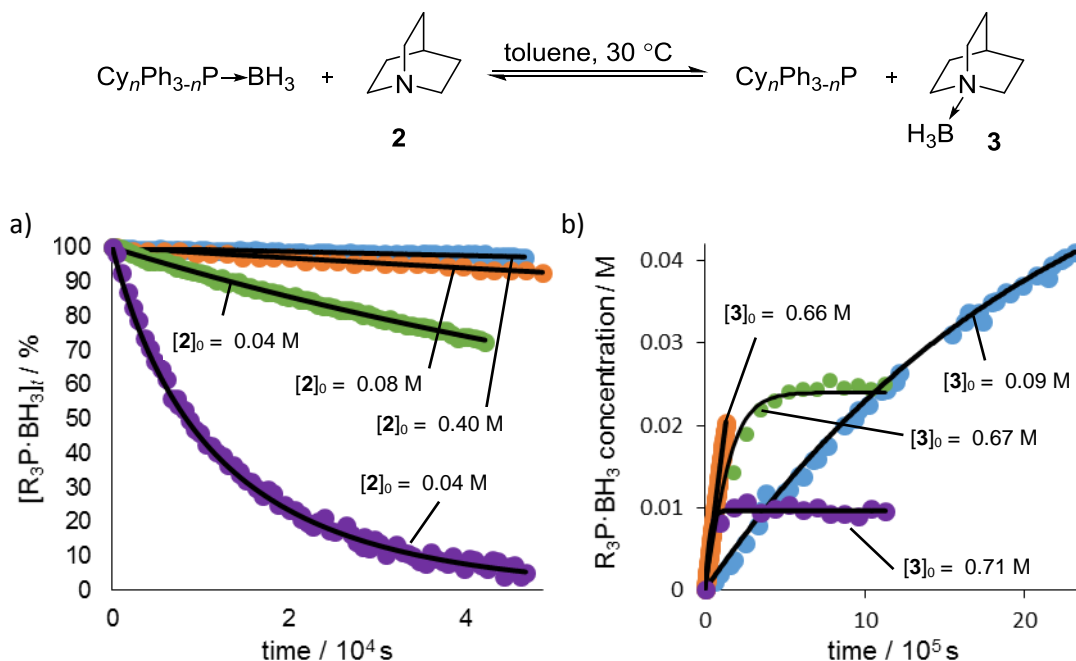 toluene, 30 °C
CyₙPh₃₋ₙP→BH₃ + N ⇌ CyₙPh₃₋ₙP + N
H₃B
2 3
a)
[R₃P·BH₃]ₜ / %
100
90
80
70
60
50
40
30
20
10
0
[2]₀ = 0.04 M
[2]₀ = 0.08 M
[2]₀ = 0.40 M
[2]₀ = 0.04 M
0 2 4
time / 10⁴ s
b)
R₃P·BH₃ concentration / M
0.04
0.03
0.02
0.01
0
[3]₀ = 0.66 M
[3]₀ = 0.09 M
[3]₀ = 0.67 M
[3]₀ = 0.71 M
0 10 20
time / 10⁵ s